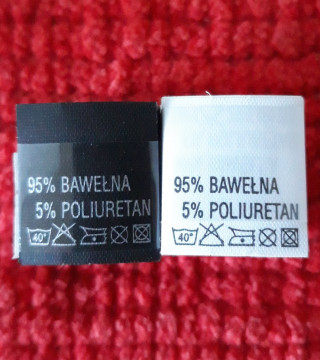 95% BAWEŁNA
5% POLIURETAN
40°
95% BAWEŁNA
5% POLIURETAN
40°